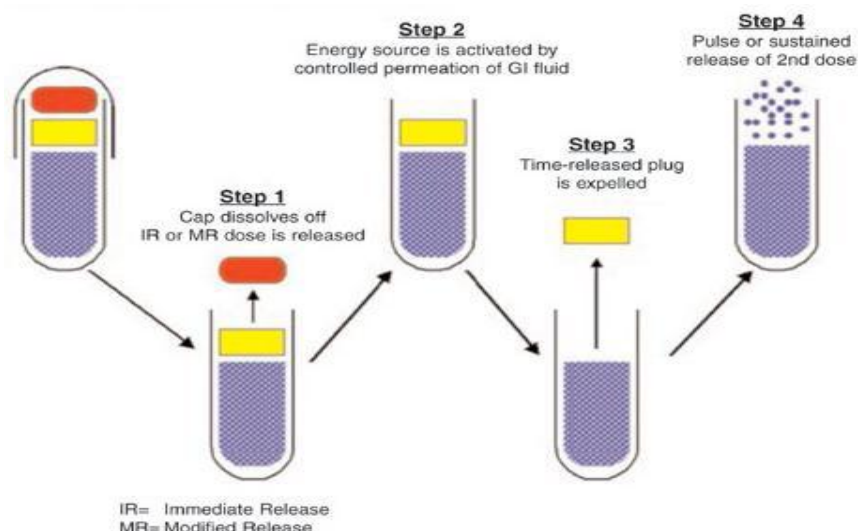 Step 1
Cap dissolves off
IR or MR dose is released
Step 2
Energy source is activated by
controlled permeation of GI fluid
Step 3
Time-released plug
is expelled
Step 4
Pulse or sustained
release of 2nd dose
IR= Immediate Release
MR= Modified Release